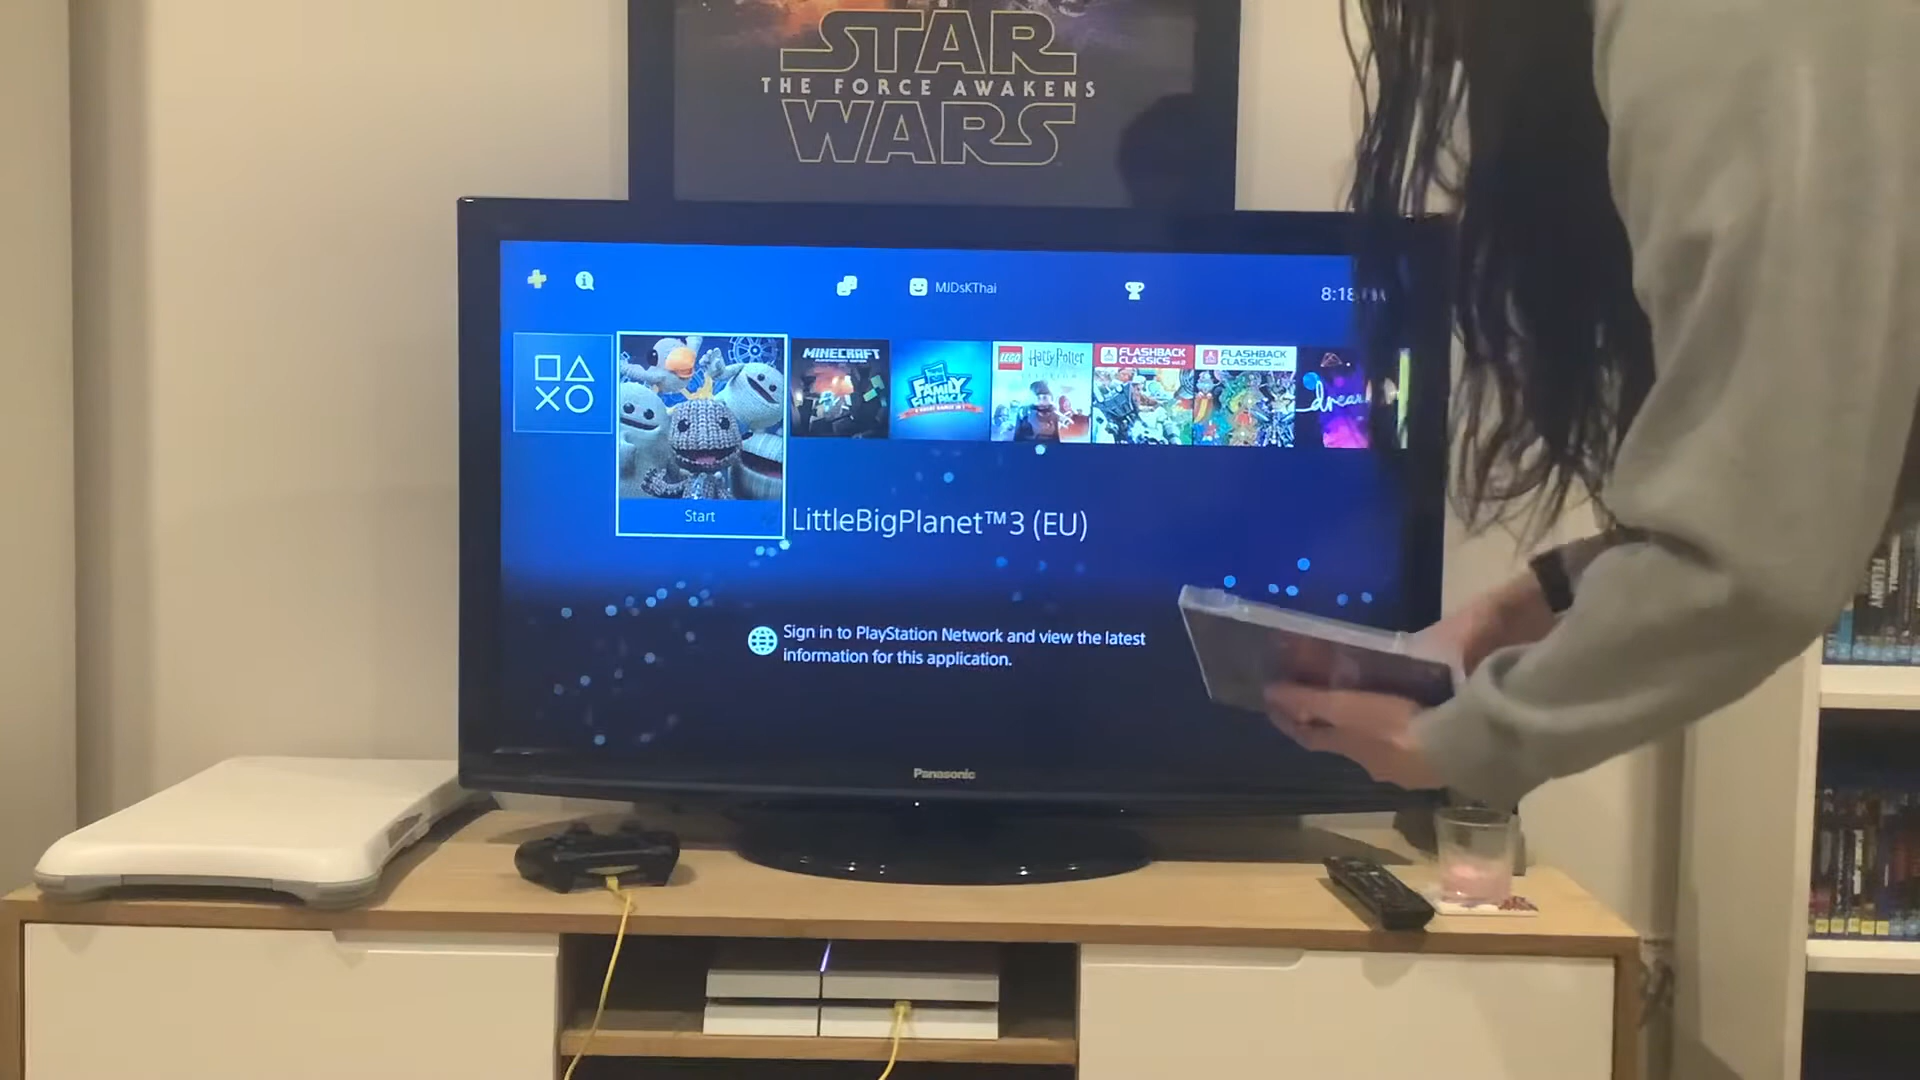 STAR
THE FORCE AWAKENS
WARS
MJDsKThai
8:18
MINECRAFT
FAMILY
FUN PACK
LEGO Harry Potter
FLASHBACK
CLASSICS
FLASHBACK
CLASSICS
Start
LittleBigPlanet™3 (EU)
Sign in to PlayStation Network and view the latest
information for this application.
Panasonic